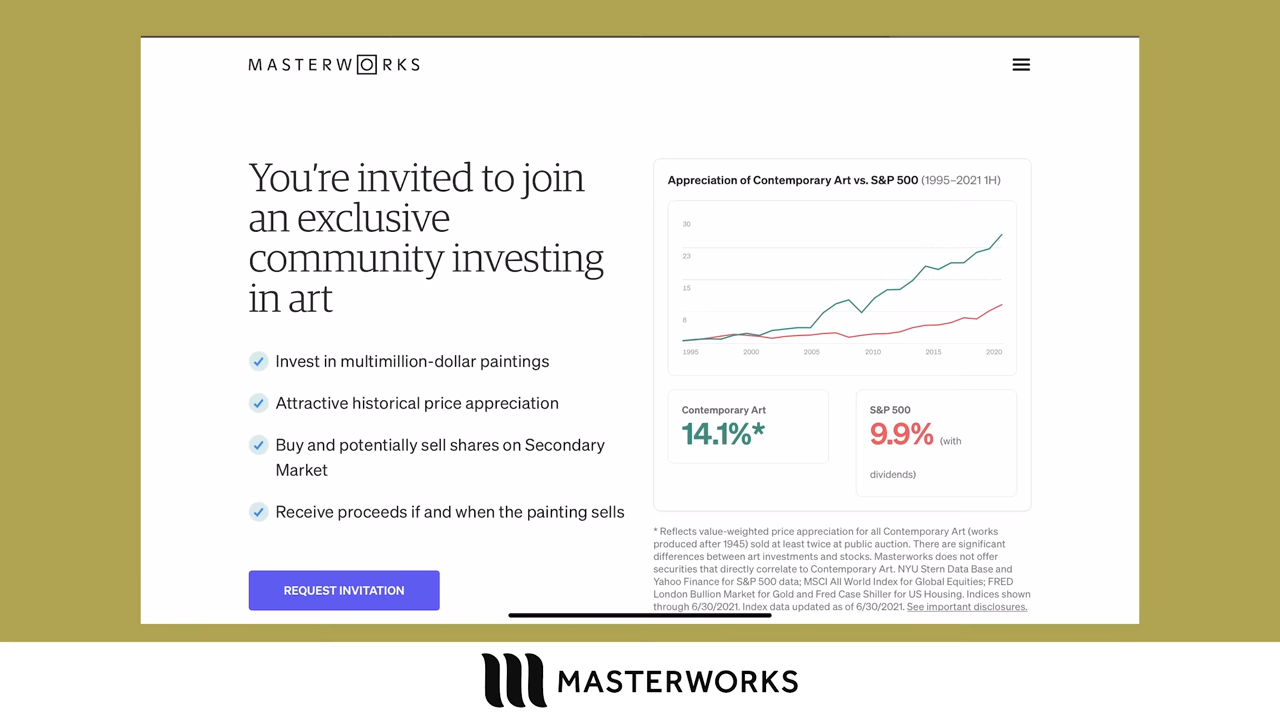 MASTERWORKS
You're invited to join
an exclusive
community investing
in art
Invest in multimillion-dollar paintings
Attractive historical price appreciation
Buy and potentially sell shares on Secondary
Market
Receive proceeds if and when the painting sells
REQUEST INVITATION
Appreciation of Contemporary Art vs. S&P 500 (1995–2021 1H)
30
23
15
8
1995 2000 2005 2010 2015 2020
Contemporary Art
14.1%*
S&P 500
9.9% (with
dividends)
* Reflects value-weighted price appreciation for all Contemporary Art (works
produced after 1945) sold at least twice at public auction. There are significant
differences between art investments and stocks. Masterworks does not offer
securities that directly correlate to Contemporary Art. NYU Stern Data Base and
Yahoo Finance for S&P 500 data; MSCI All World Index for Global Equities; FRED
London Bullion Market for Gold and Fred Case Shiller for US Housing. Indices shown
through 6/30/2021. Index data updated as of 6/30/2021. See important disclosures.
MASTERWORKS